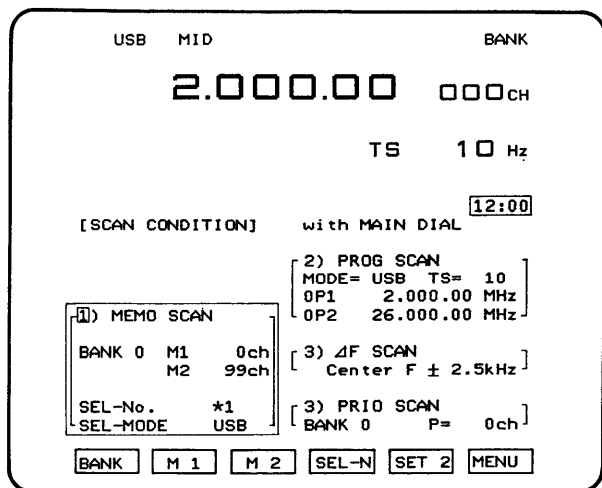 USB MID BANK
2.000.00 000CH
TS 10 Hz
12:00
[SCAN CONDITION] with MAIN DIAL
1) MEMO SCAN
BANK 0 M1 0ch
M2 99ch
SEL-No. *1
SEL-MODE USB
2) PROG SCAN
MODE= USB TS= 10
0P1 2.000.00 MHz
0P2 26.000.00 MHz
3) ⊿F SCAN
Center F ± 2.5kHz
3) PRIO SCAN
BANK 0 P= 0ch
BANK M 1 M 2 SEL-N SET 2 MENU